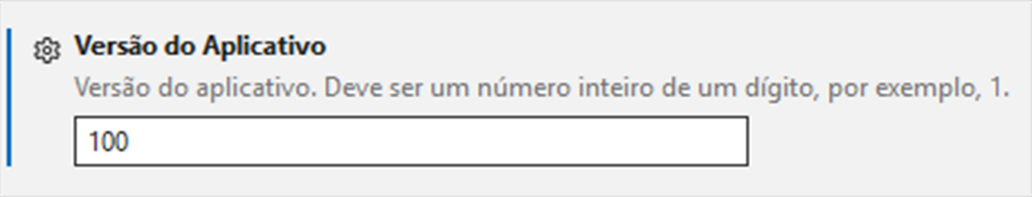 Versão do Aplicativo
Versão do aplicativo. Deve ser um número inteiro de um dígito, por exemplo, 1.
100